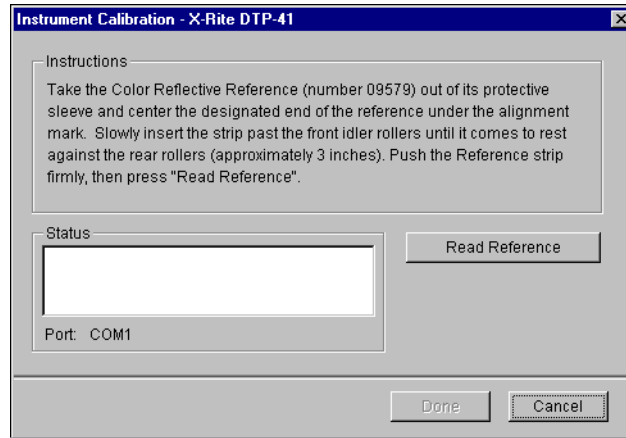 Instrument Calibration - X-Rite DTP-41
Instructions
Take the Color Reflective Reference (number 09579) out of its protective
sleeve and center the designated end of the reference under the alignment
mark. Slowly insert the strip past the front idler rollers until it comes to rest
against the rear rollers (approximately 3 inches). Push the Reference strip
firmly, then press "Read Reference".
Status
Read Reference
Port: COM1
Done
Cancel